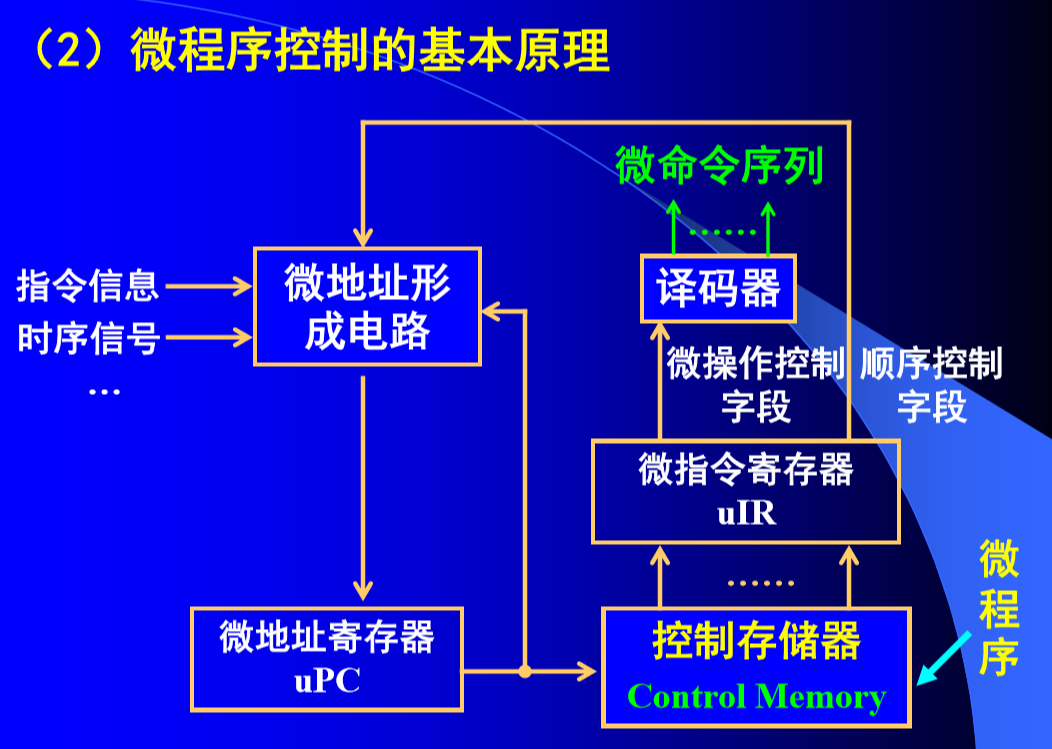 （2）微程序控制的基本原理
微命令序列
……
指令信息
时序信号
…
微地址形
成电路
译码器
微操作控制
字段
顺序控制
字段
微指令寄存器
uIR
……
微地址寄存器
uPC
控制存储器
Control Memory
微
程
序